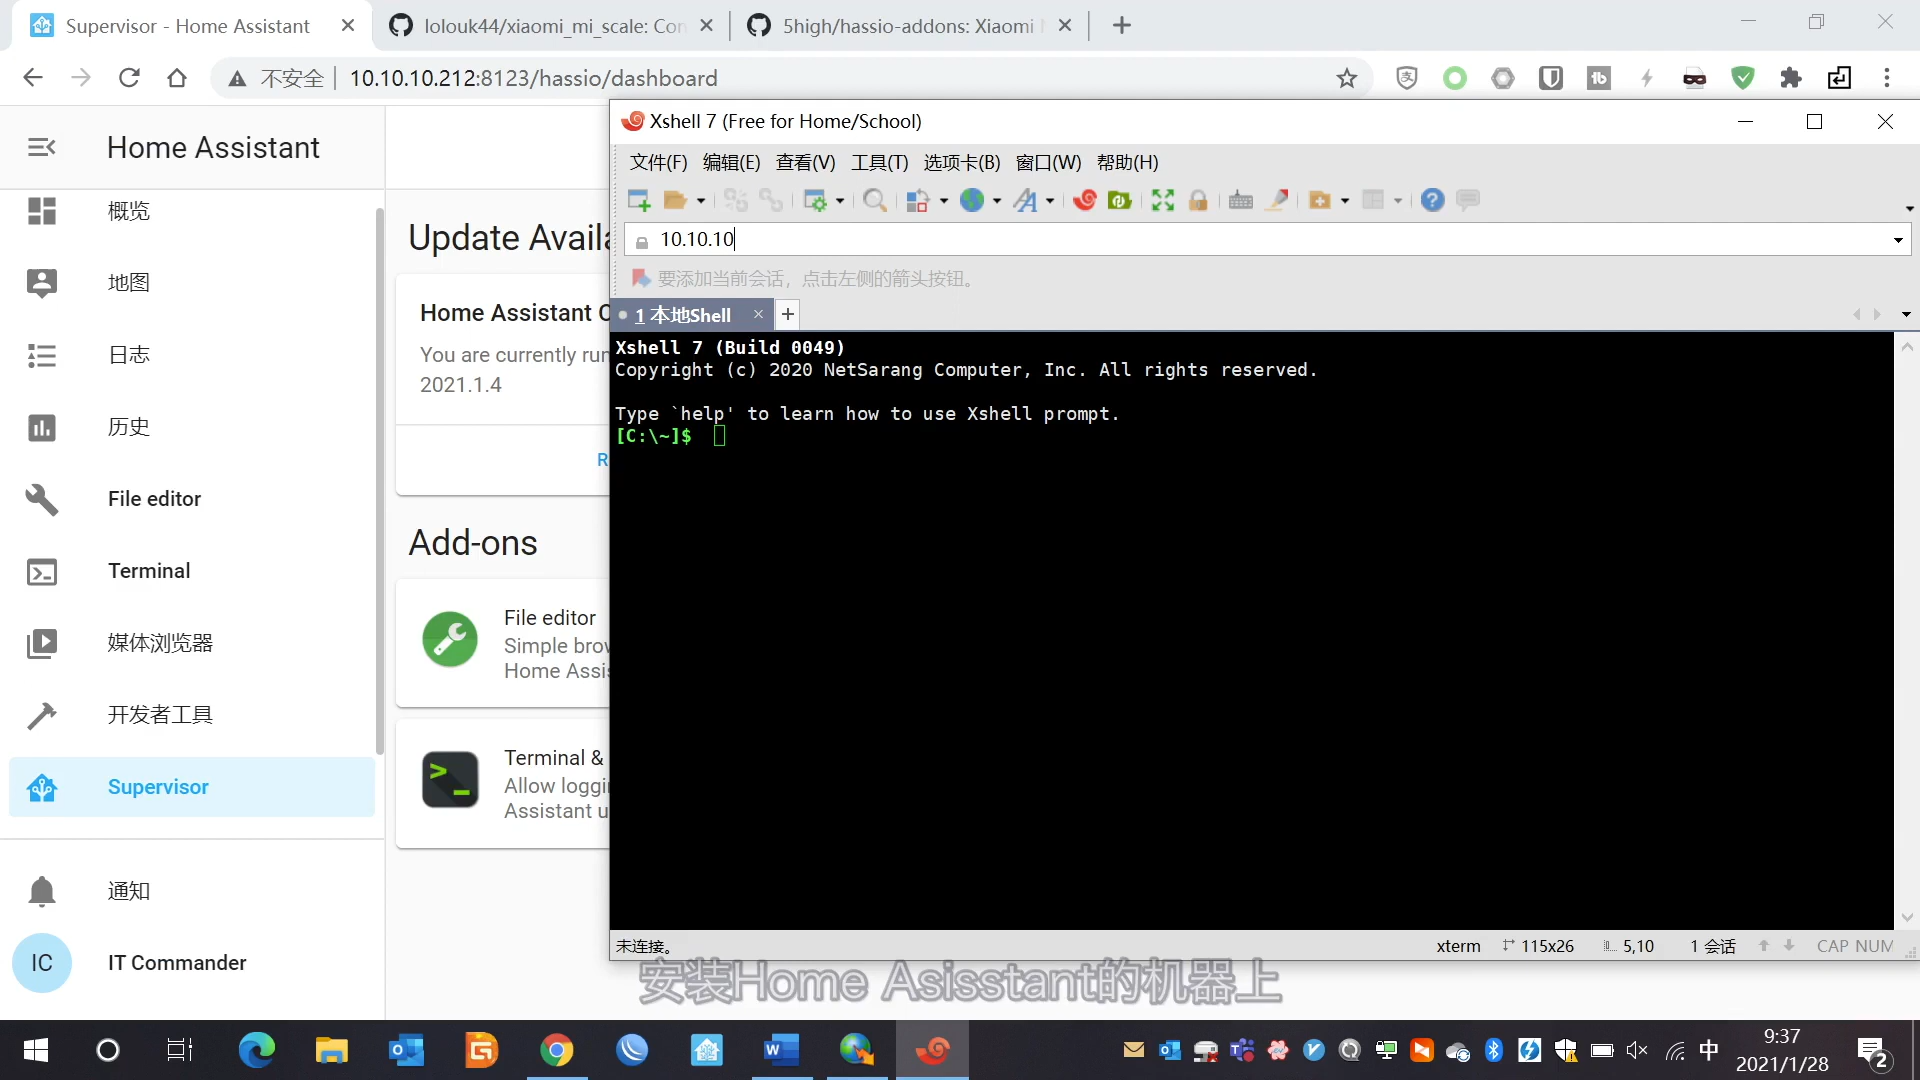 Supervisor - Home Assistant
lolouk44/xiaomi_mi_scale: Con
5high/hassio-addons: Xiaomi
不安全
10.10.10.212:8123/hassio/dashboard
Home Assistant
概览
地图
日志
历史
File editor
Terminal
媒体浏览器
开发者工具
Supervisor
通知
IC
IT Commander
Update Availa
Home Assistant C
You are currently run
2021.1.4
R
Add-ons
File editor
Simple brow
Home Assis
Terminal &
Allow loggi
Assistant u
Xshell 7 (Free for Home/School)
文件(F)
编辑(E)
查看(V)
工具(T)
选项卡(B)
窗口(W)
帮助(H)
10.10.10
要添加当前会话，点击左侧的箭头按钮。
1 本地Shell
Xshell 7 (Build 0049)
Copyright (c) 2020 NetSarang Computer, Inc. All rights reserved.
Type `help' to learn how to use Xshell prompt.
[C:\~]$
未连接。
xterm
115x26
5,10
1 会话
CAP NUM
安装Home Asisstant的机器上
中
9:37
2021/1/28
2